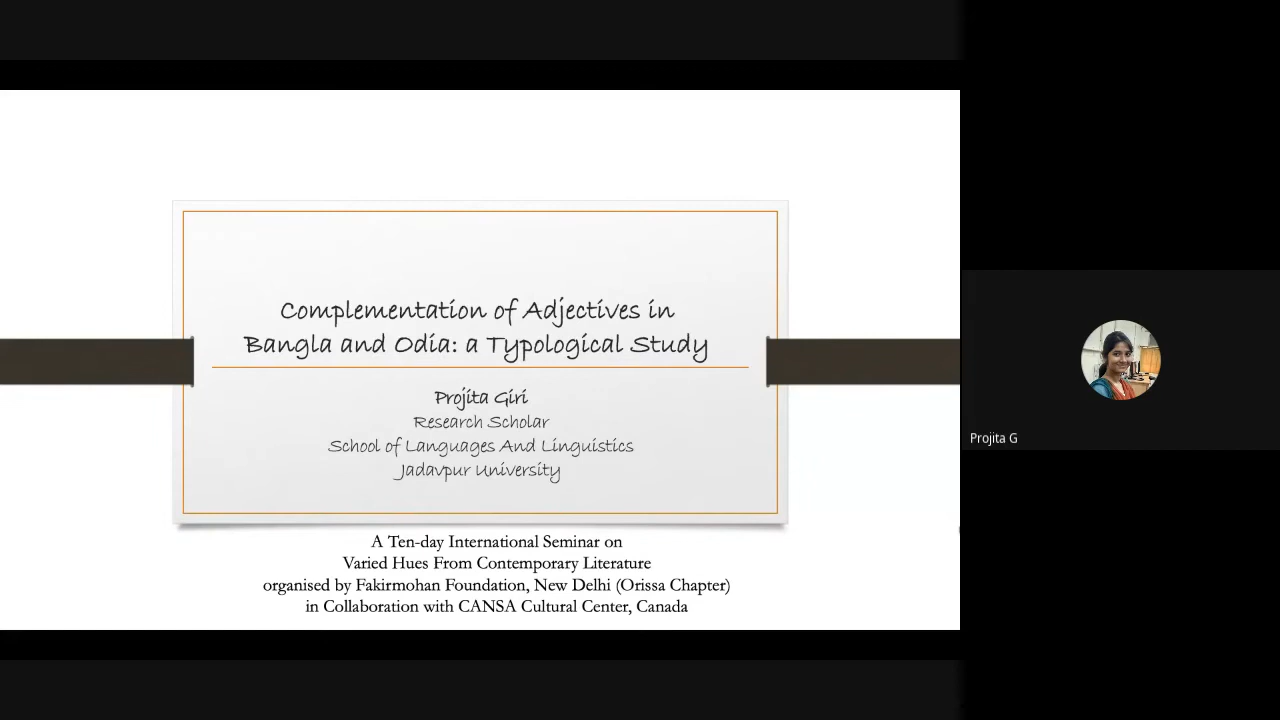 Complementation of Adjectives in
Bangla and Odia: a Typological Study
Projita Giri
Research Scholar
School of Languages And Linguistics
Jadavpur University
A Ten-day International Seminar on
Varied Hues From Contemporary Literature
organised by Fakirmohan Foundation, New Delhi (Orissa Chapter)
in Collaboration with CANSA Cultural Center, Canada
Projita G